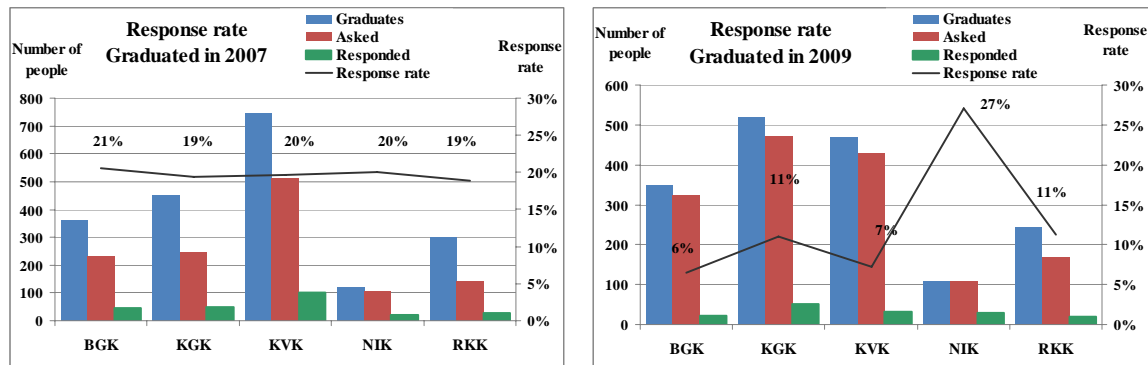 Response rate
Graduated in 2007
Number of
people
Graduates
Asked
Responded
Response rate
Response
rate
800
700
600
500
400
300
200
100
0
21%
19%
20%
20%
19%
30%
25%
20%
15%
10%
5%
0%
BGK
KGK
KVK
NIK
RKK
Response rate
Graduated in 2009
Number of
people
Graduates
Asked
Responded
Response rate
Response
rate
600
500
400
300
200
100
0
6%
11%
7%
27%
11%
30%
25%
20%
15%
10%
5%
0%
BGK
KGK
KVK
NIK
RKK